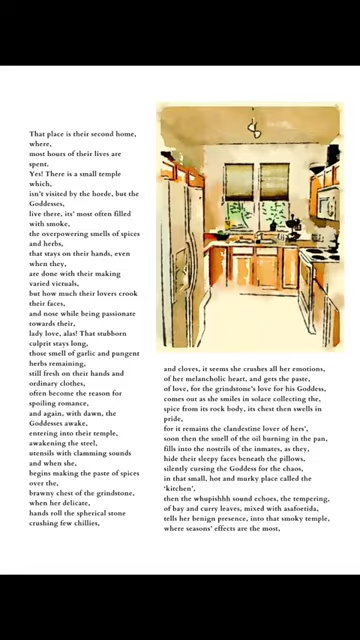 That place is their second home,
where,
most hours of their lives are
spent.
Yes! There is a small temple
which,
isn't visited by the horde, but the
Goddesses,
live there, its' most often filled
with smoke,
the overpowering smells of spices
and herbs,
that stays on their hands, even
when they,
are done with their making
varied victuals,
but how much their lovers crook
their faces,
and nose while being passionate
towards their,
lady love, alas! That stubborn
culprit stays long,
those smell of garlic and pungent
herbs remaining,
still fresh on their hands and
ordinary clothes,
often become the reason for
spoiling romance,
and again, with dawn, the
Goddesses awake,
entering into their temple,
awakening the steel,
utensils with clamming sounds
and when she,
begins making the paste of spices
over the,
brawny chest of the grindstone,
when her delicate,
hands roll the spherical stone
crushing few chillies,
and cloves, it seems she crushes all her emotions,
of her melancholic heart, and gets the paste,
of love, for the grindstone's love for his Goddess,
comes out as she smiles in solace collecting the,
spice from its rock body, its chest then swells in
pride,
for it remains the clandestine lover of hers',
soon then the smell of the oil burning in the pan,
fills into the nostrils of the inmates, as they,
hide their sleepy faces beneath the pillows,
silently cursing the Goddess for the chaos,
in that small, hot and murky place called the
'kitchen',
then the whupishhh sound echoes, the tempering,
of bay and curry leaves, mixed with asafoetida,
tells her benign presence, into that smoky temple,
where seasons' effects are the most,